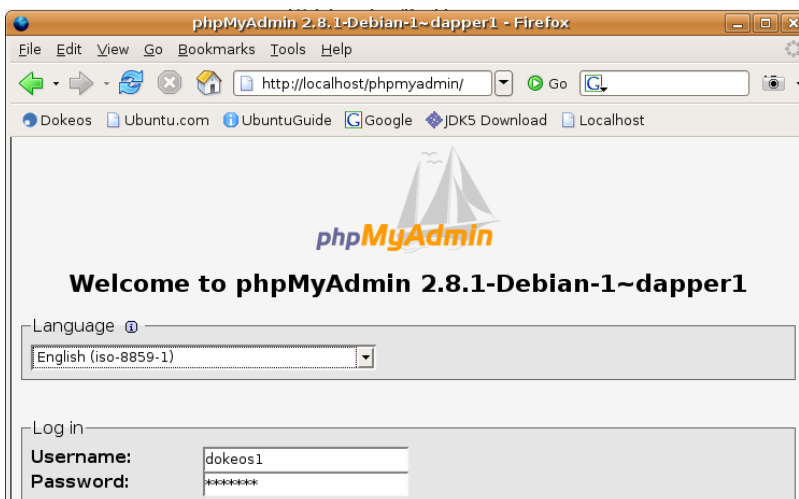 phpMyAdmin 2.8.1-Debian-1~dapper1 - Firefox
File Edit View Go Bookmarks Tools Help
http://localhost/phpmyadmin/ Go G
Dokeos Ubuntu.com UbuntuGuide G Google JDK5 Download Localhost
phpMyAdmin
Welcome to phpMyAdmin 2.8.1-Debian-1~dapper1
Language
English (iso-8859-1)
Log in
Username: dokeos1
Password: *******